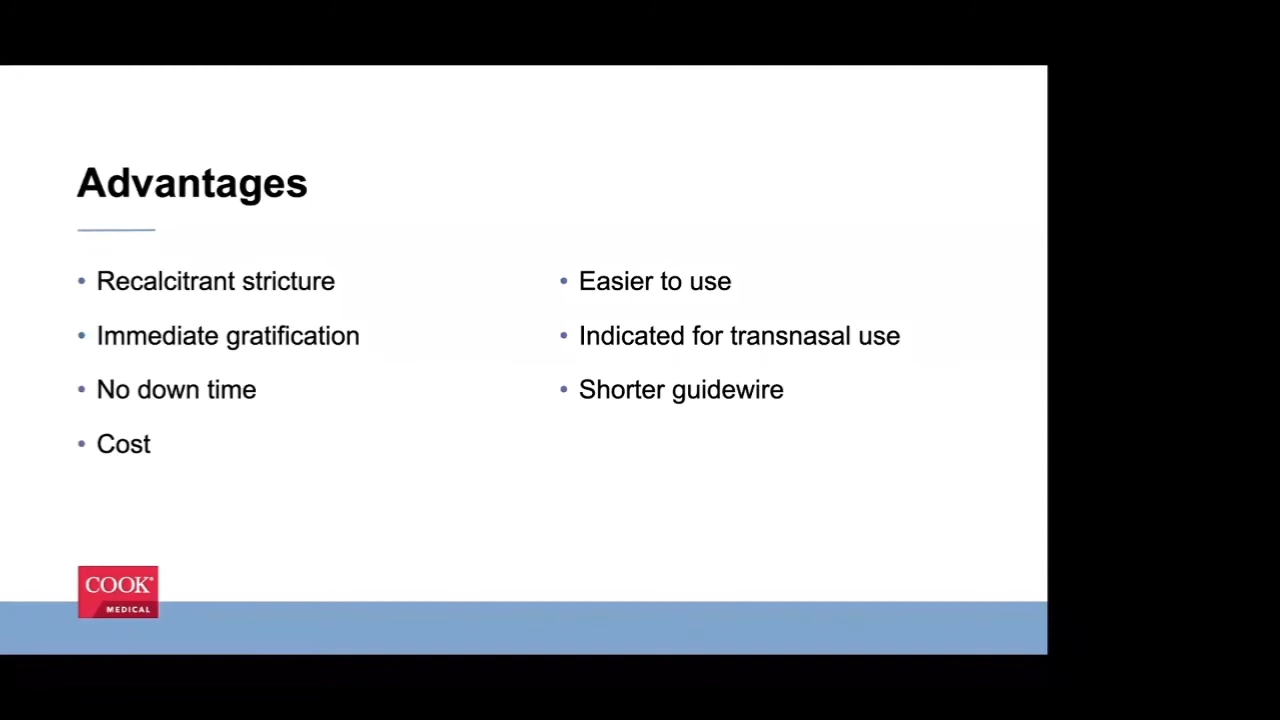 Advantages
• Recalcitrant stricture
• Immediate gratification
• No down time
• Cost
• Easier to use
• Indicated for transnasal use
• Shorter guidewire
COOK®
MEDICAL